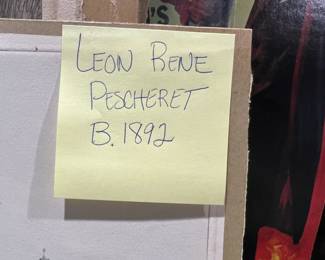 'S
LEON RENE
PESCHERET
B. 1892